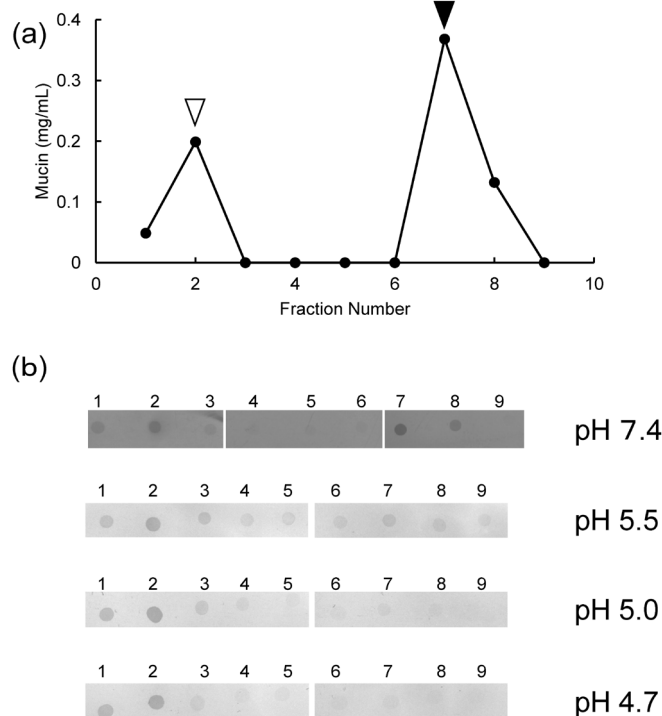 (a)
0.4
0.3
0.2
0.1
0
Mucin (mg/mL)
0 2 4 6 8 10
Fraction Number
(b)
1 2 3 4 5 6 7 8 9
pH 7.4
1 2 3 4 5 6 7 8 9
pH 5.5
1 2 3 4 5 6 7 8 9
pH 5.0
1 2 3 4 5 6 7 8 9
pH 4.7